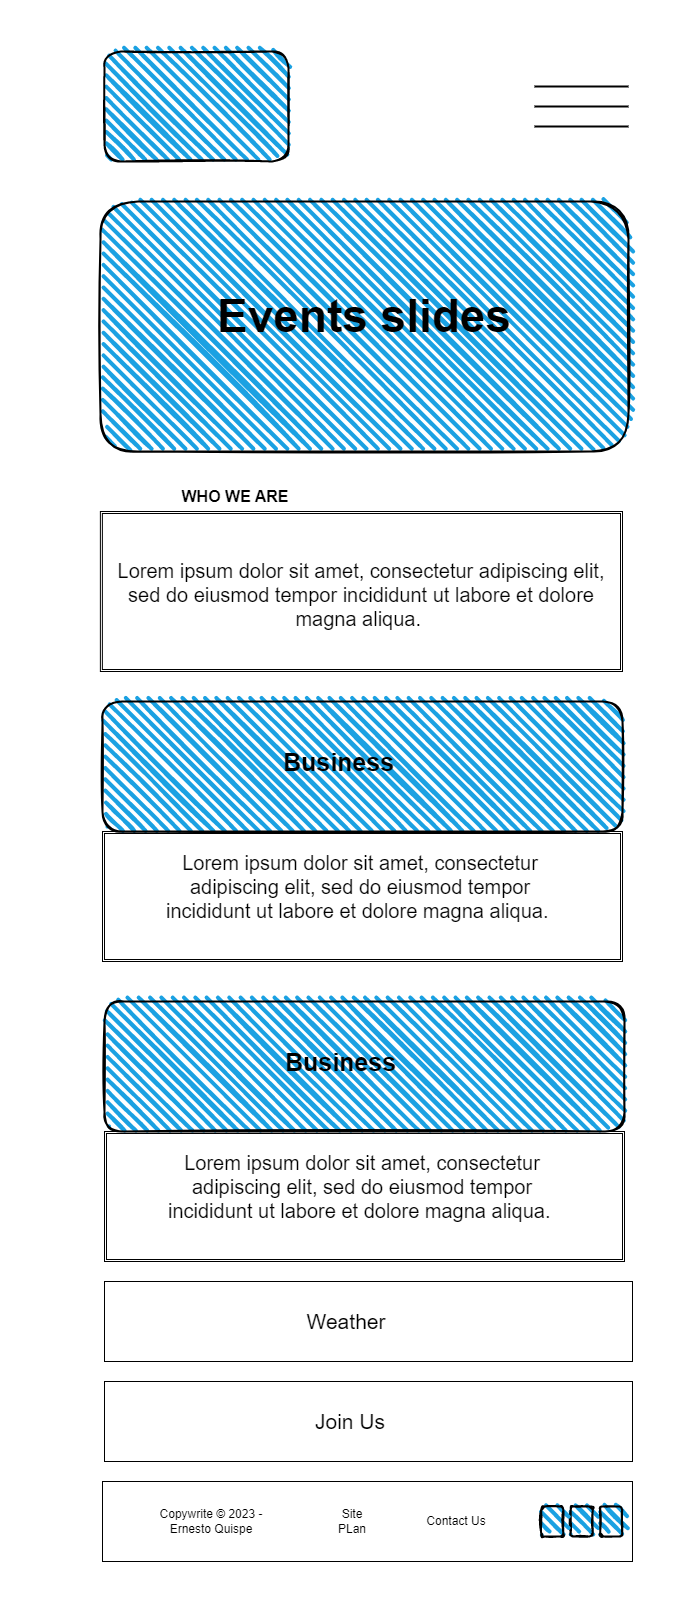 Events slides
WHO WE ARE
Lorem ipsum dolor sit amet, consectetur adipiscing elit,
sed do eiusmod tempor incididunt ut labore et dolore
magna aliqua.
Business
Lorem ipsum dolor sit amet, consectetur
adipiscing elit, sed do eiusmod tempor
incididunt ut labore et dolore magna aliqua.
Business
Lorem ipsum dolor sit amet, consectetur
adipiscing elit, sed do eiusmod tempor
incididunt ut labore et dolore magna aliqua.
Weather
Join Us
Copywrite © 2023 -
Ernesto Quispe
Site
PLan
Contact Us